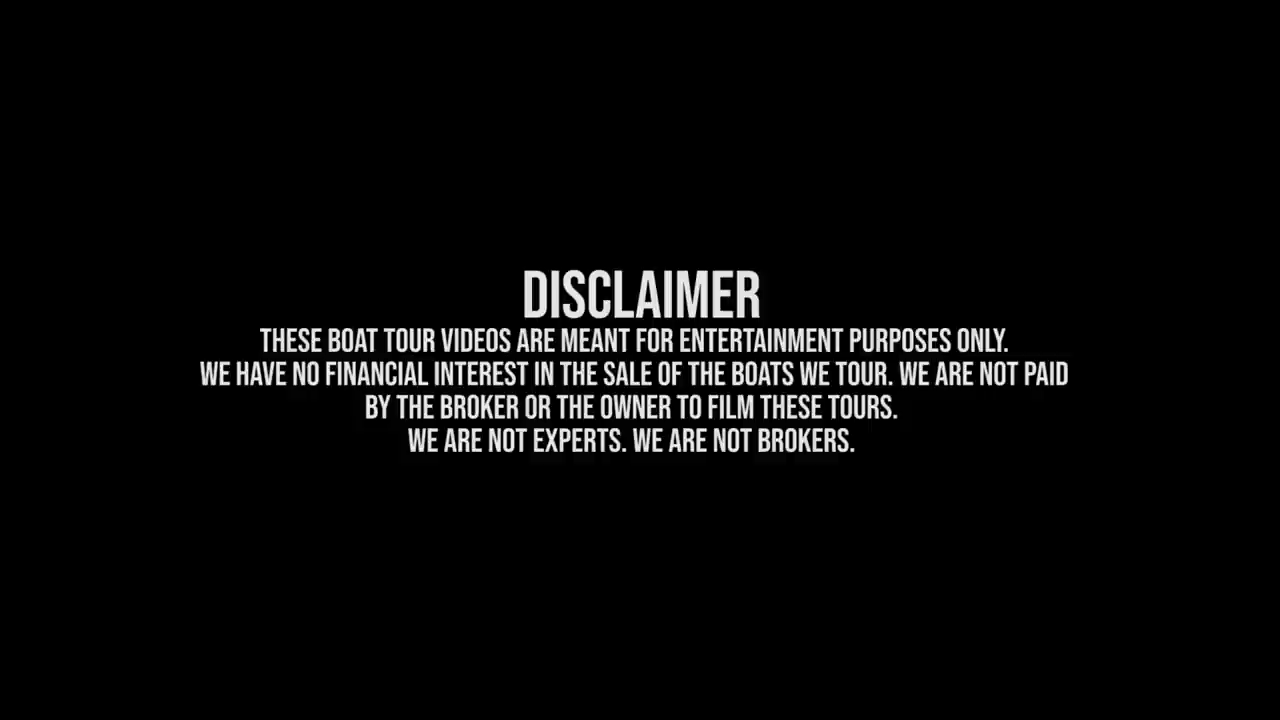 DISCLAIMER
THESE BOAT TOUR VIDEOS ARE MEANT FOR ENTERTAINMENT PURPOSES ONLY.
WE HAVE NO FINANCIAL INTEREST IN THE SALE OF THE BOATS WE TOUR. WE ARE NOT PAID
BY THE BROKER OR THE OWNER TO FILM THESE TOURS.
WE ARE NOT EXPERTS. WE ARE NOT BROKERS.